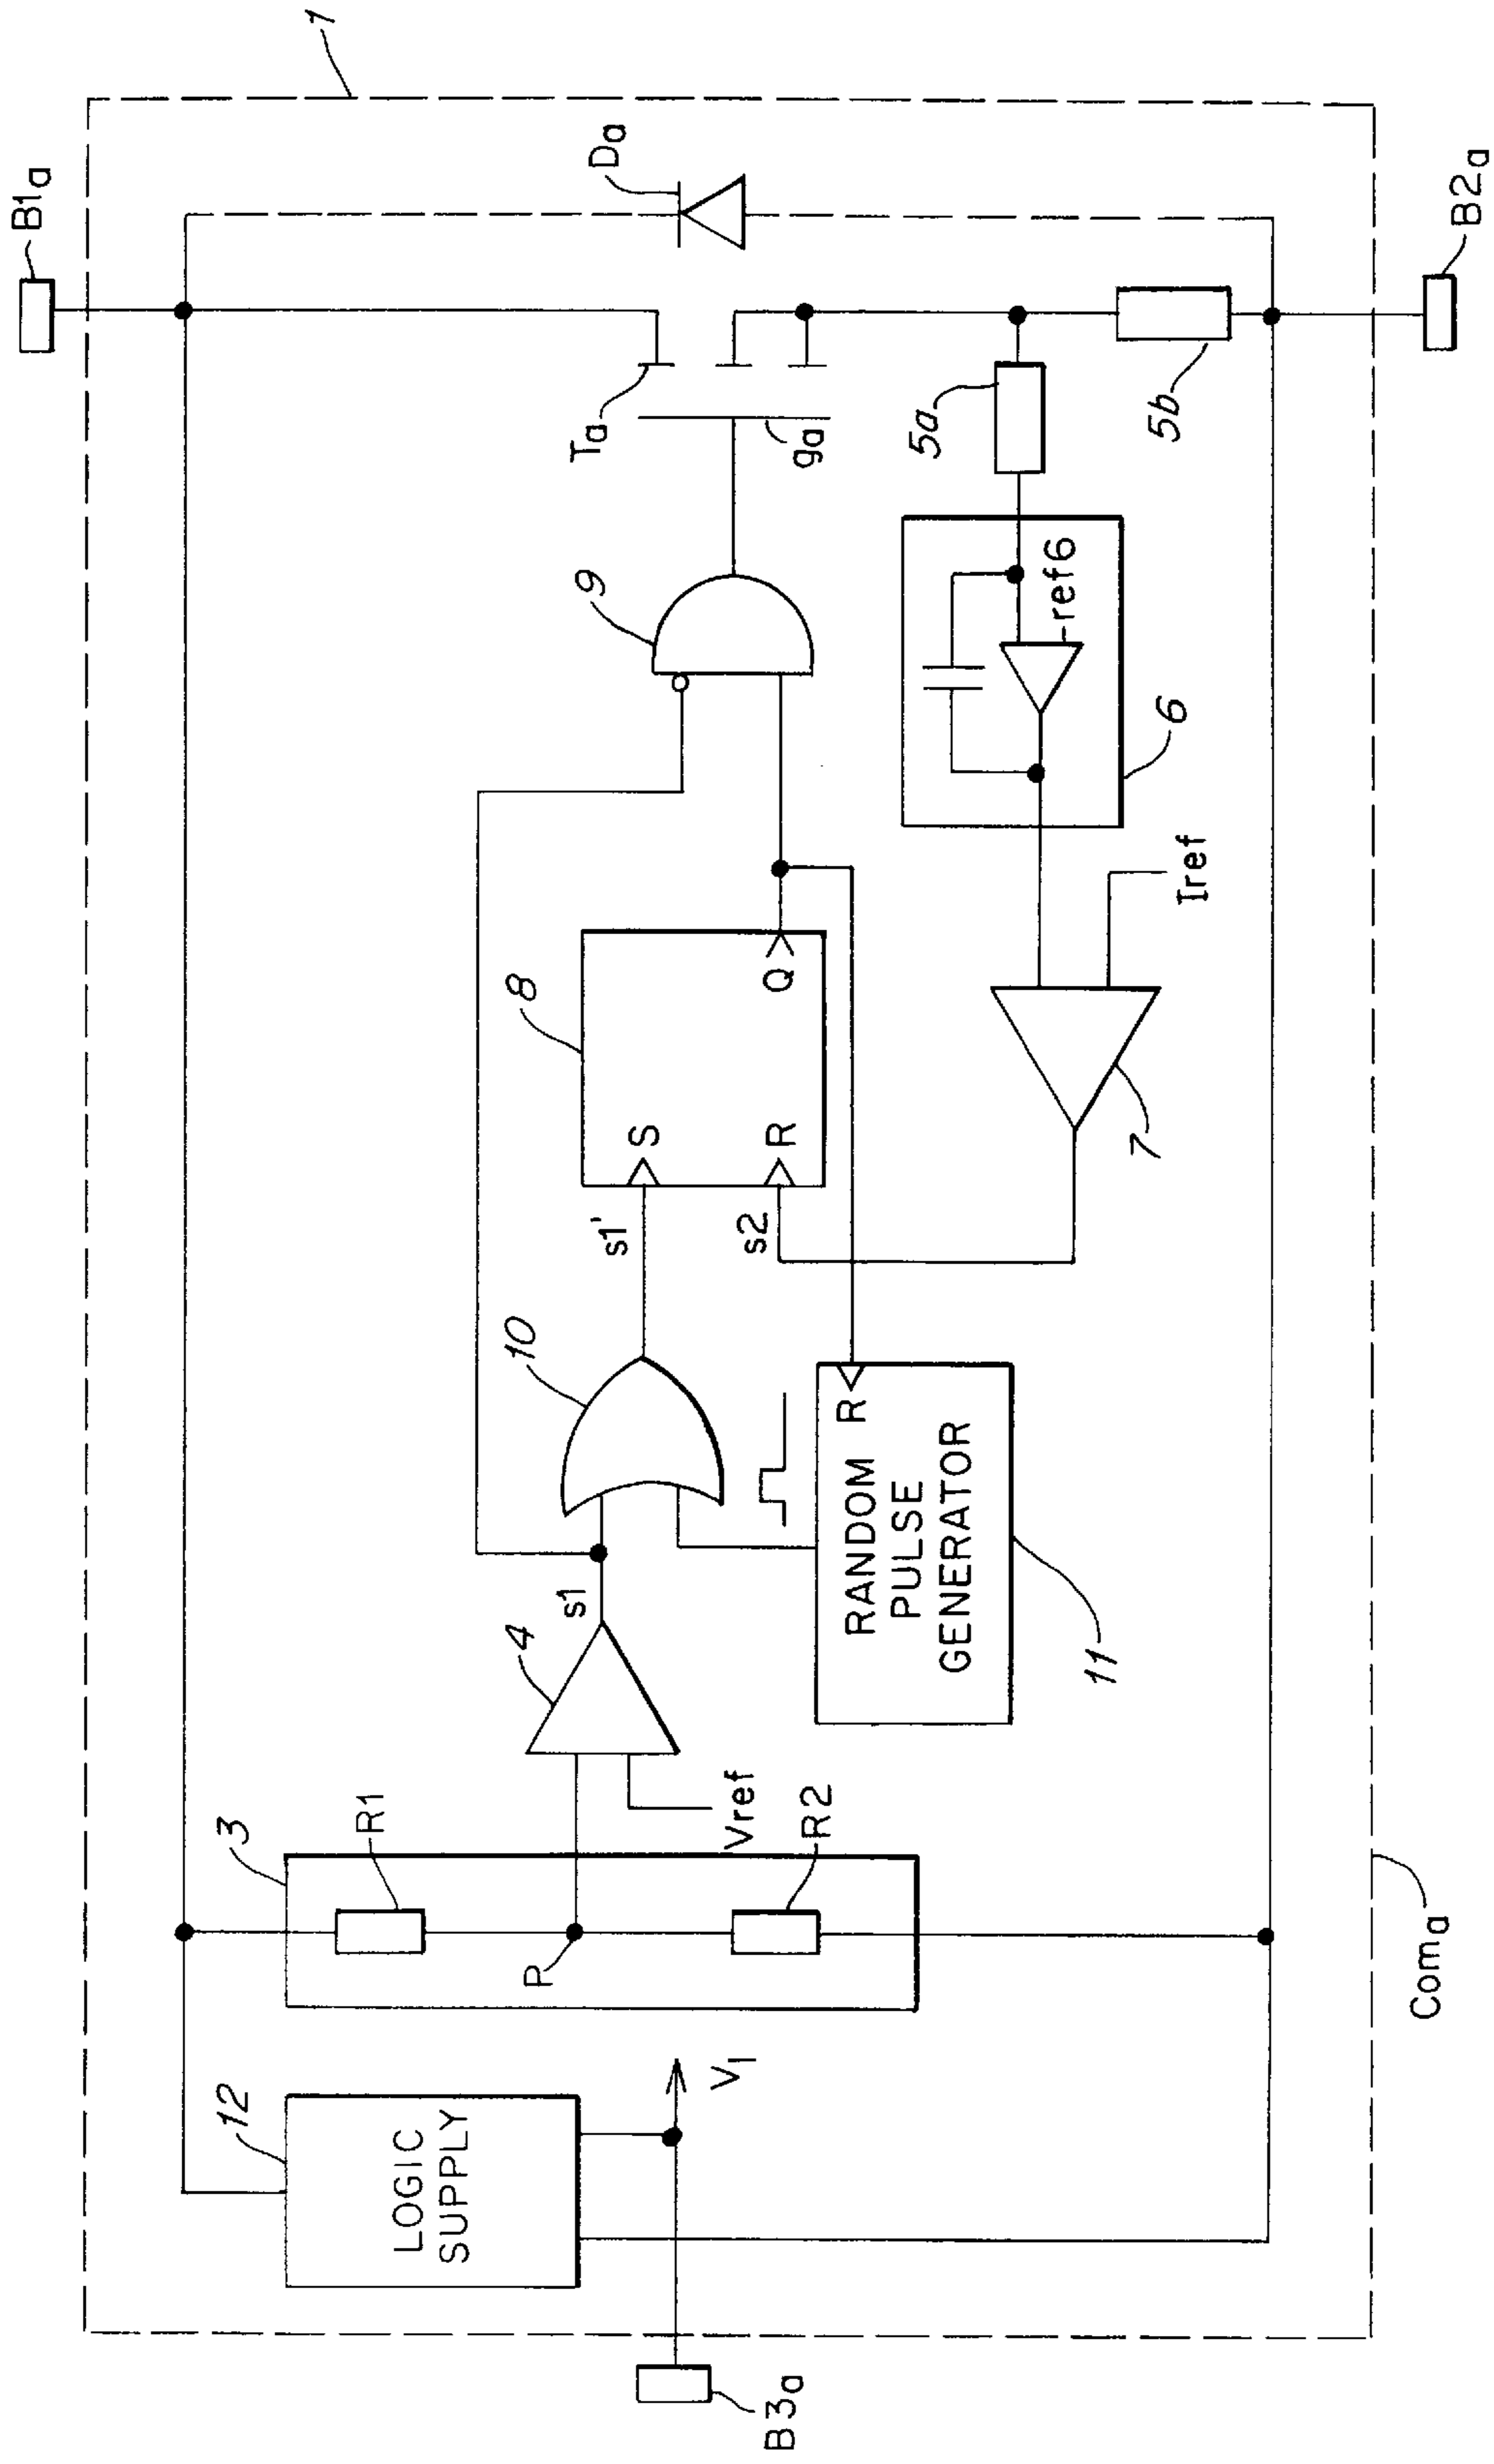 1
B1a
Da
B2a
Ta
ga
5a
5b
9
ref6
6
Iref
8
Q
S
R
7
s1'
s2
10
R
RANDOM
PULSE
GENERATOR
11
s1
4
Vref
3
R1
R2
P
Coma
12
LOGIC
SUPPLY
Vl
B3a